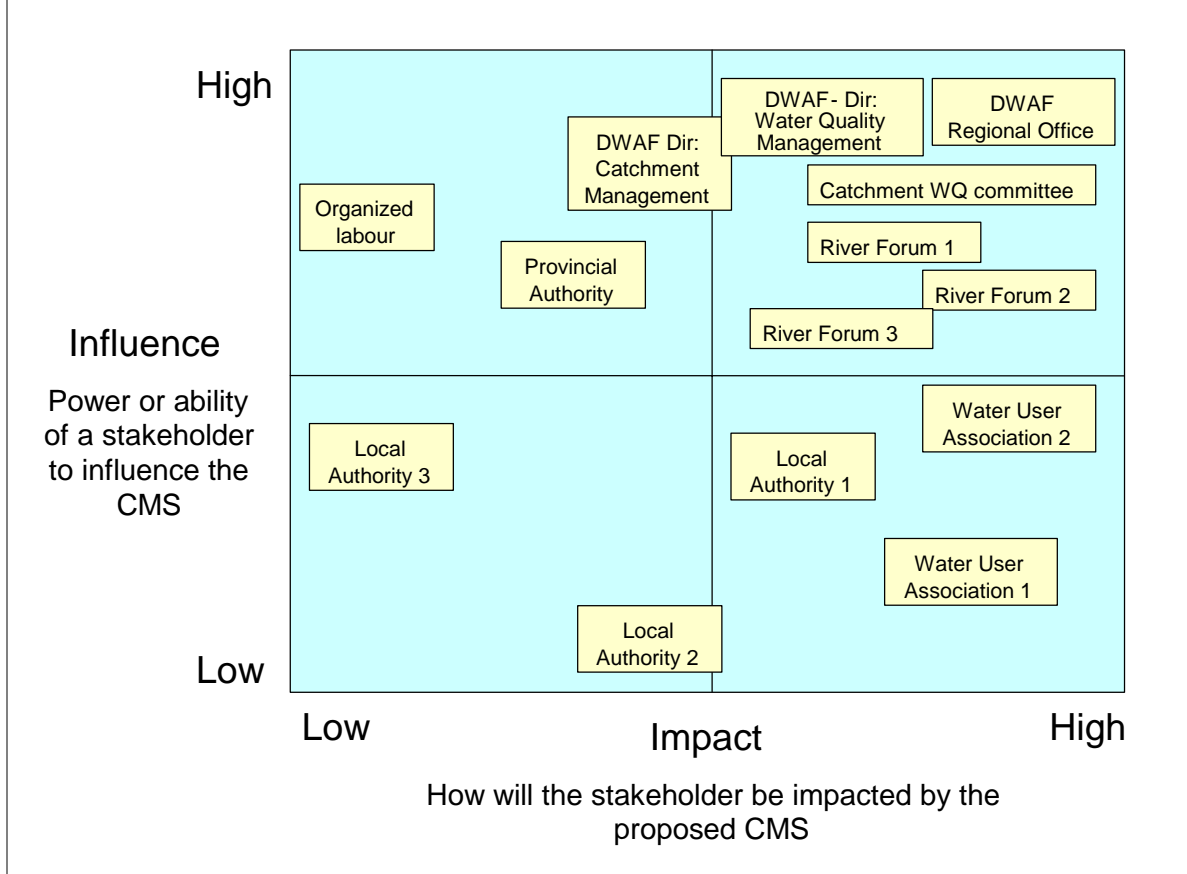 High
DWAF - Dir:
Water Quality
Management
DWAF
Regional Office
DWAF Dir:
Catchment
Management
Catchment WQ committee
Organized
labour
River Forum 1
Provincial
Authority
River Forum 2
River Forum 3
Influence
Power or ability
of a stakeholder
to influence the
CMS
Water User
Association 2
Local
Authority 3
Local
Authority 1
Water User
Association 1
Local
Authority 2
Low
Low
Impact
High
How will the stakeholder be impacted by the
proposed CMS